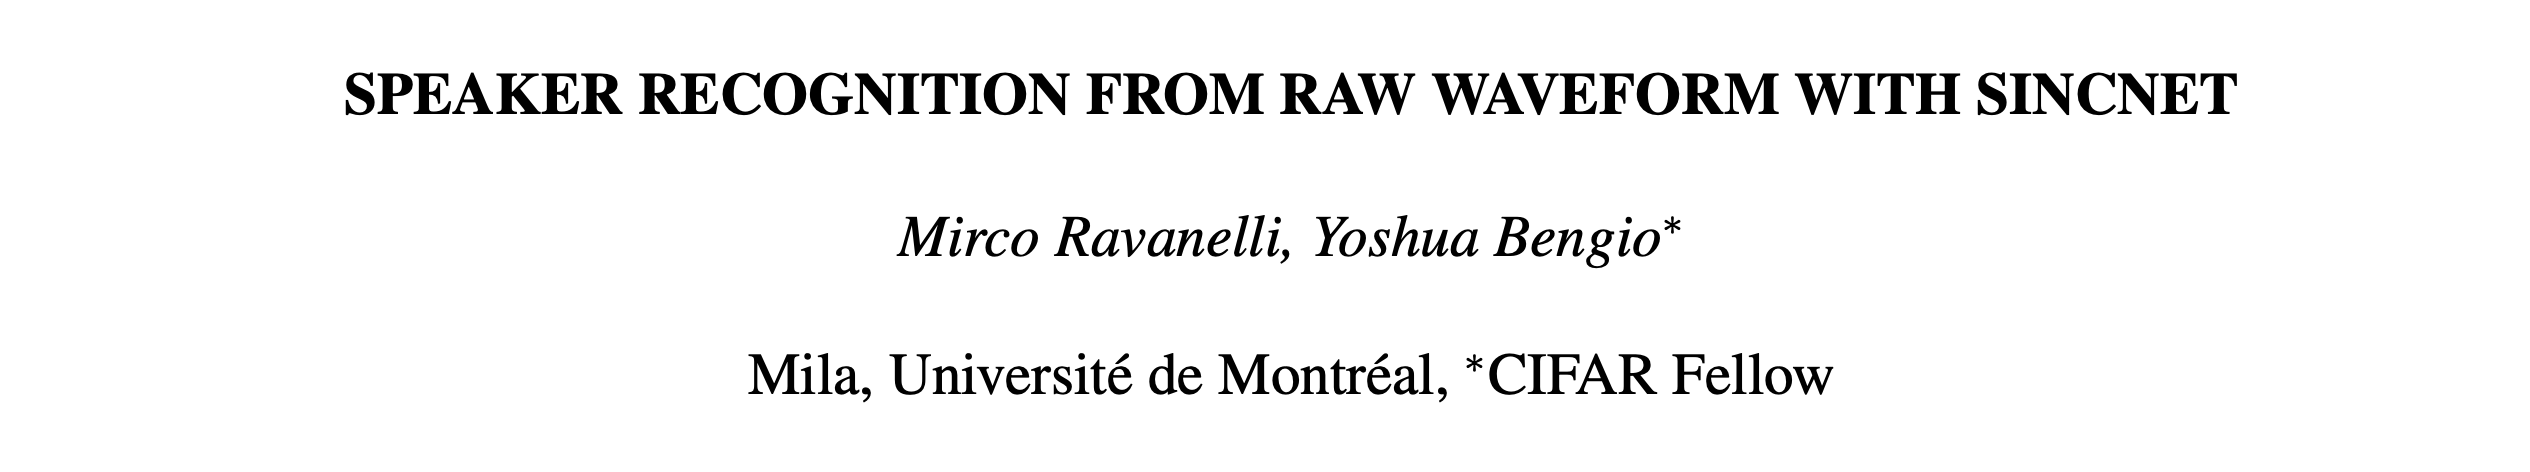 SPEAKER RECOGNITION FROM RAW WAVEFORM WITH SINCNET
Mirco Ravanelli, Yoshua Bengio*
Mila, Université de Montréal, *CIFAR Fellow